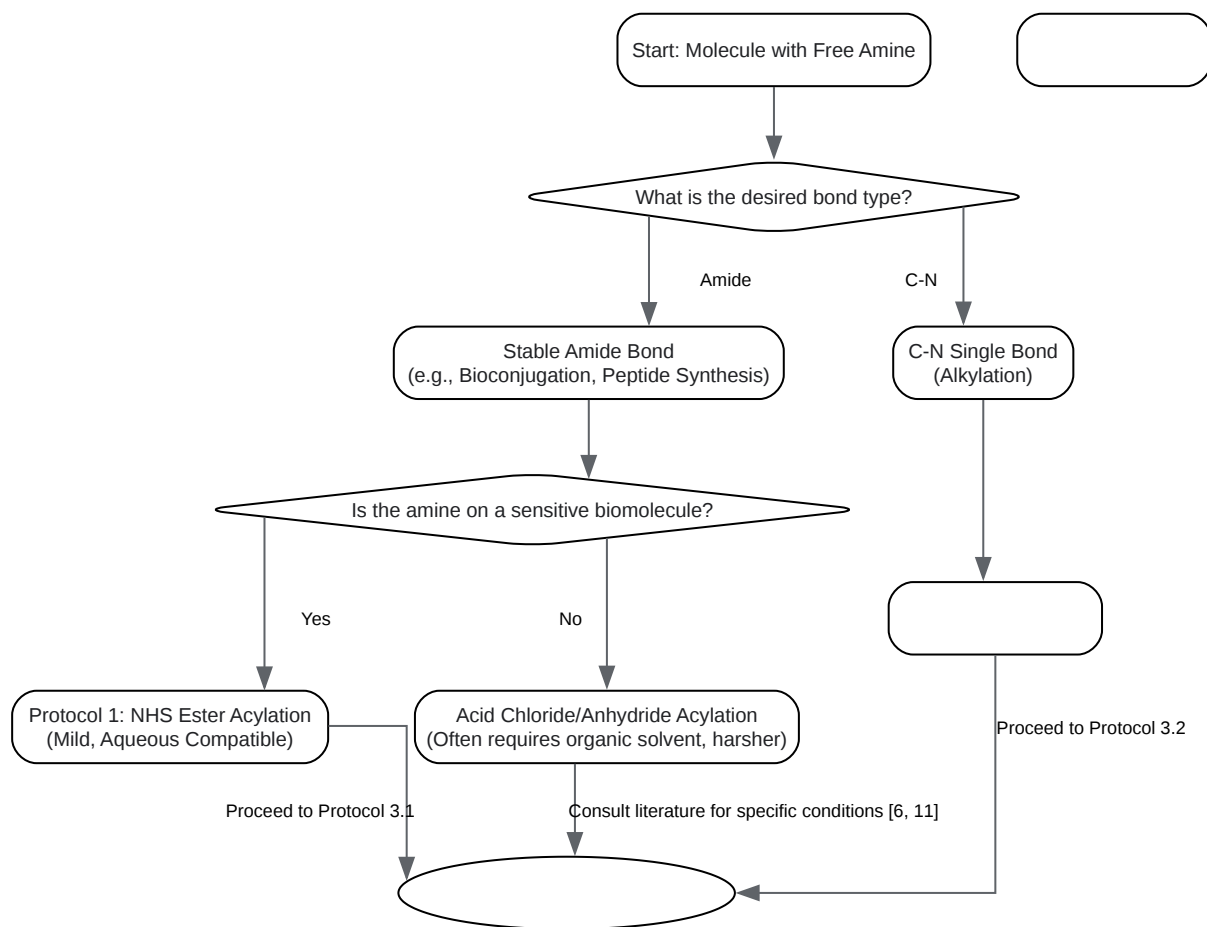 Start: Molecule with Free Amine
What is the desired bond type?
Amide
C-N
Stable Amide Bond
(e.g., Bioconjugation, Peptide Synthesis)
C-N Single Bond
(Alkylation)
Is the amine on a sensitive biomolecule?
Yes
No
Protocol 1: NHS Ester Acylation
(Mild, Aqueous Compatible)
Acid Chloride/Anhydride Acylation
(Often requires organic solvent, harsher)
Proceed to Protocol 3.2
Proceed to Protocol 3.1
Consult literature for specific conditions [6, 11]